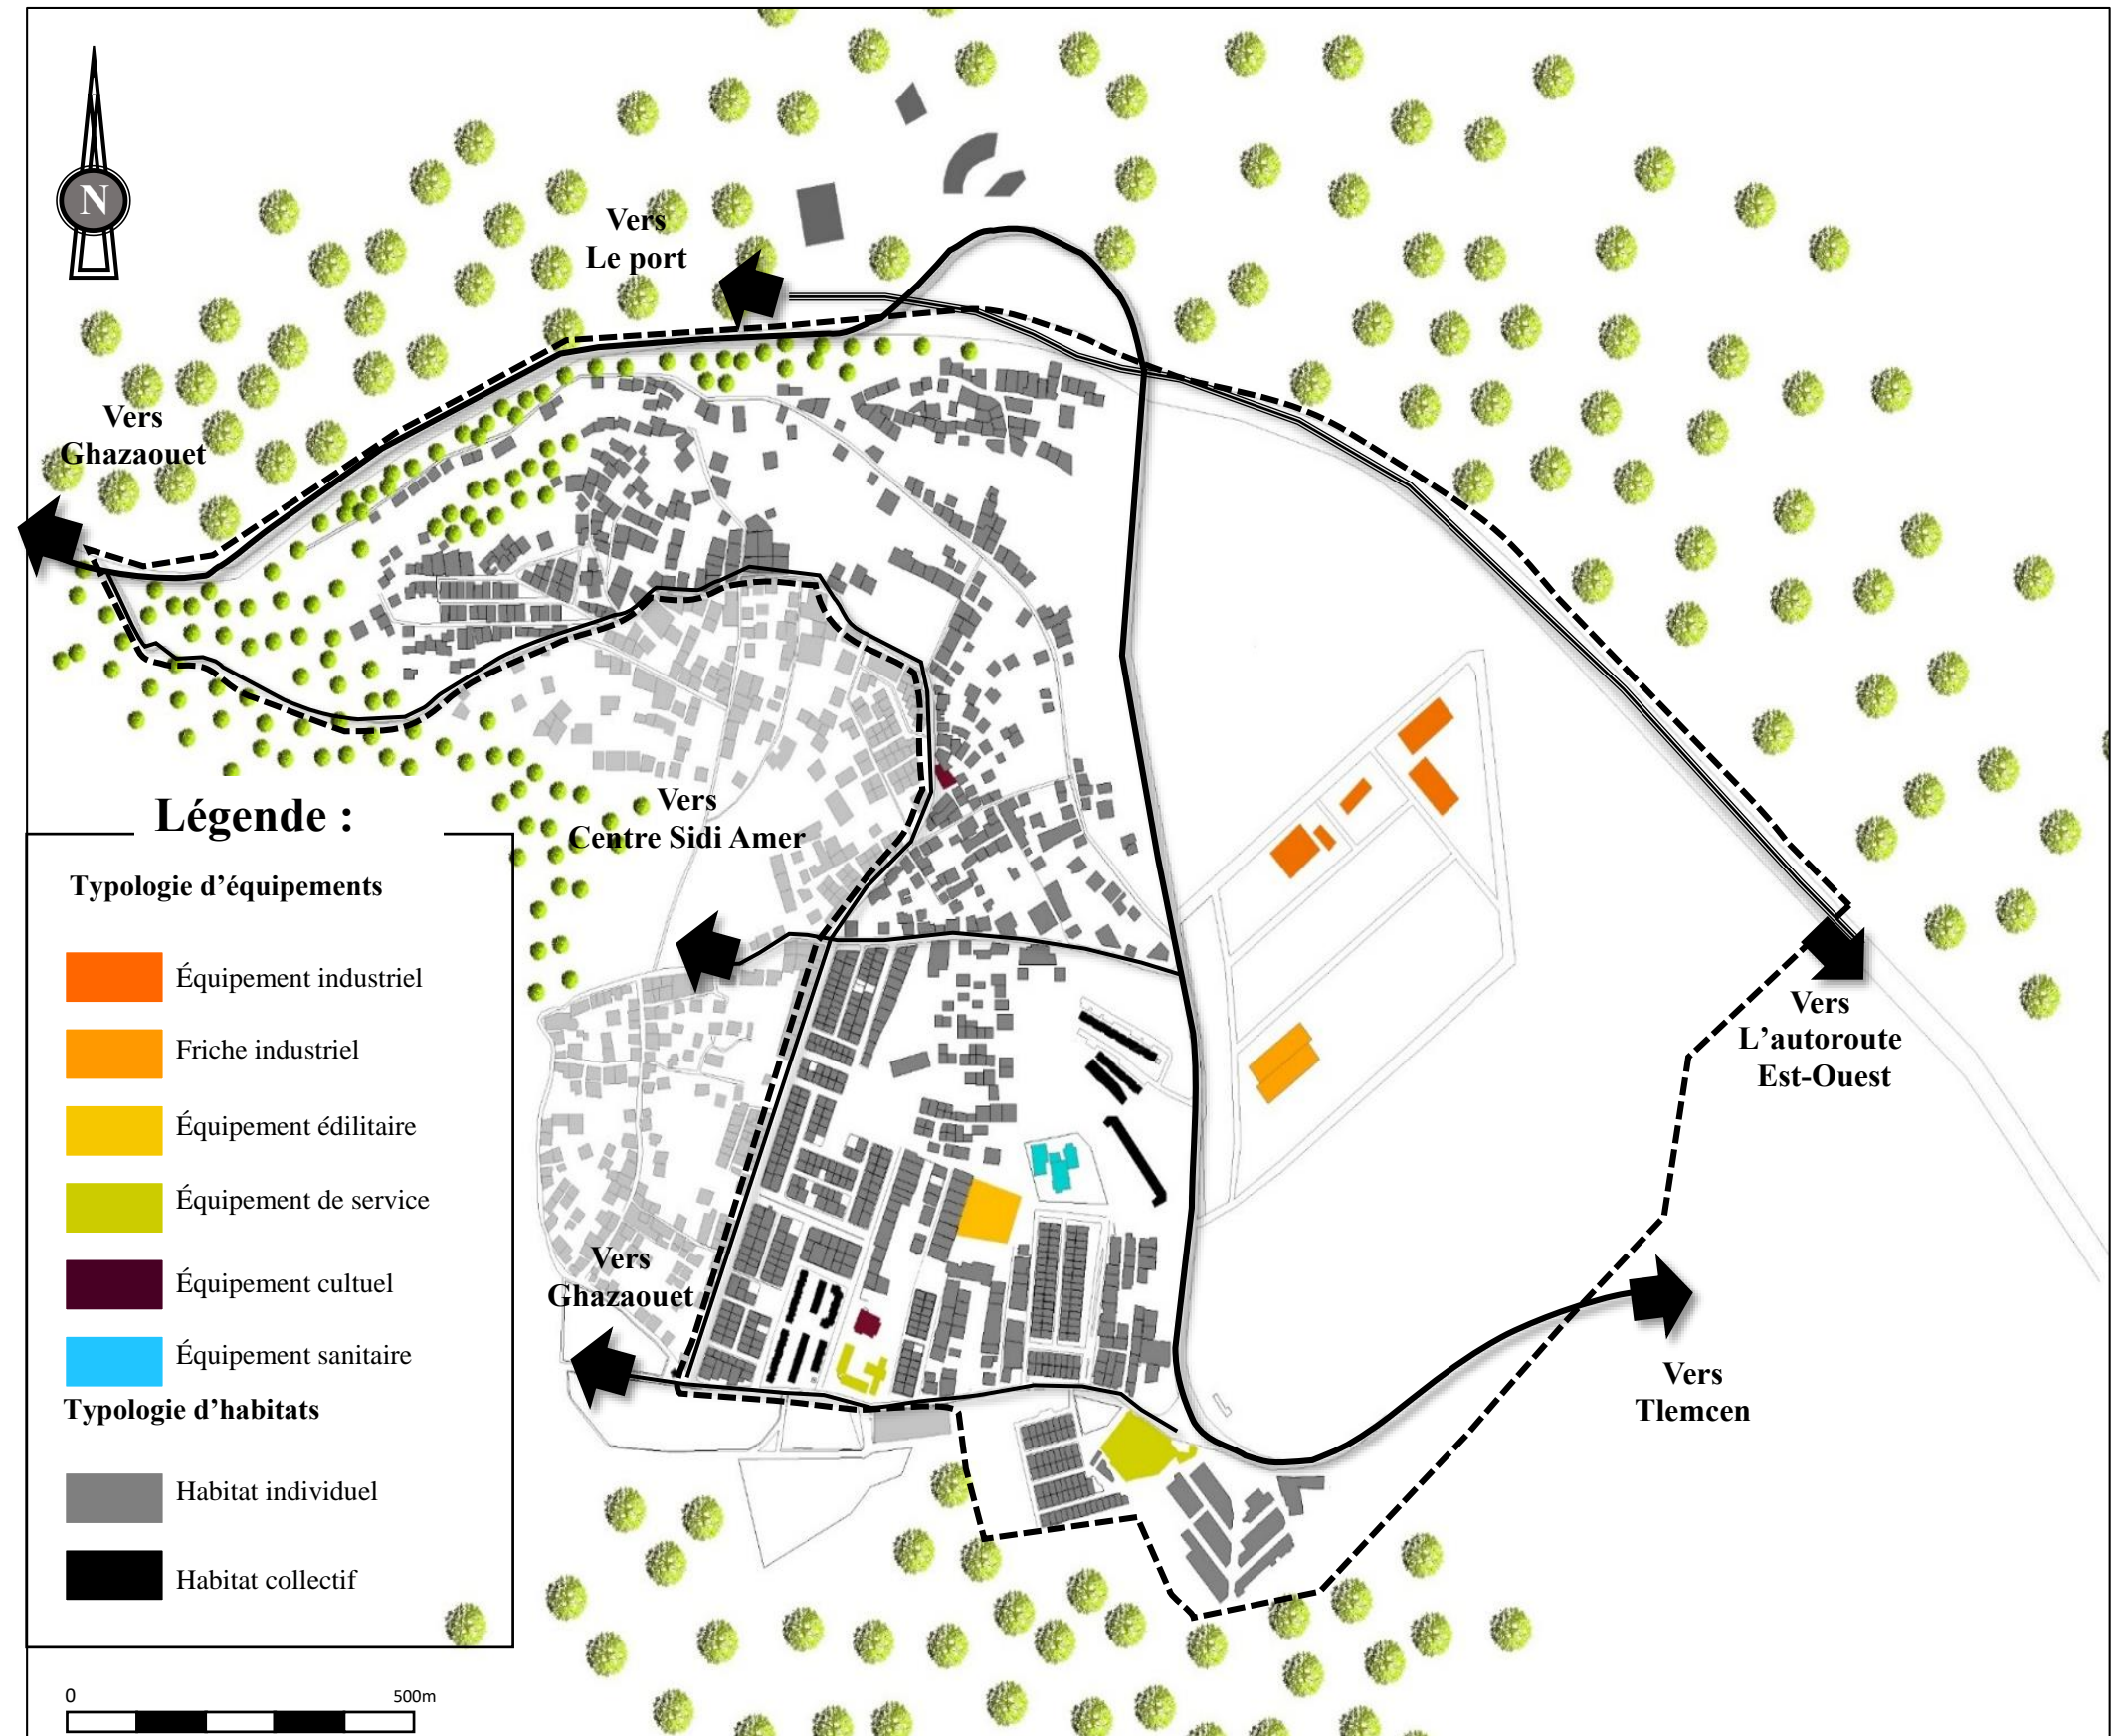 N
Vers
Le port
Vers
Ghazaouet
Vers
Centre Sidi Amer
Vers
L'autoroute
Est-Ouest
Vers
Ghazaouet
Vers
Tlemcen
Légende :
Typologie d'équipements
Équipement industriel
Friche industriel
Équipement édilitaire
Équipement de service
Équipement cultuel
Équipement sanitaire
Typologie d'habitats
Habitat individuel
Habitat collectif
0 500m